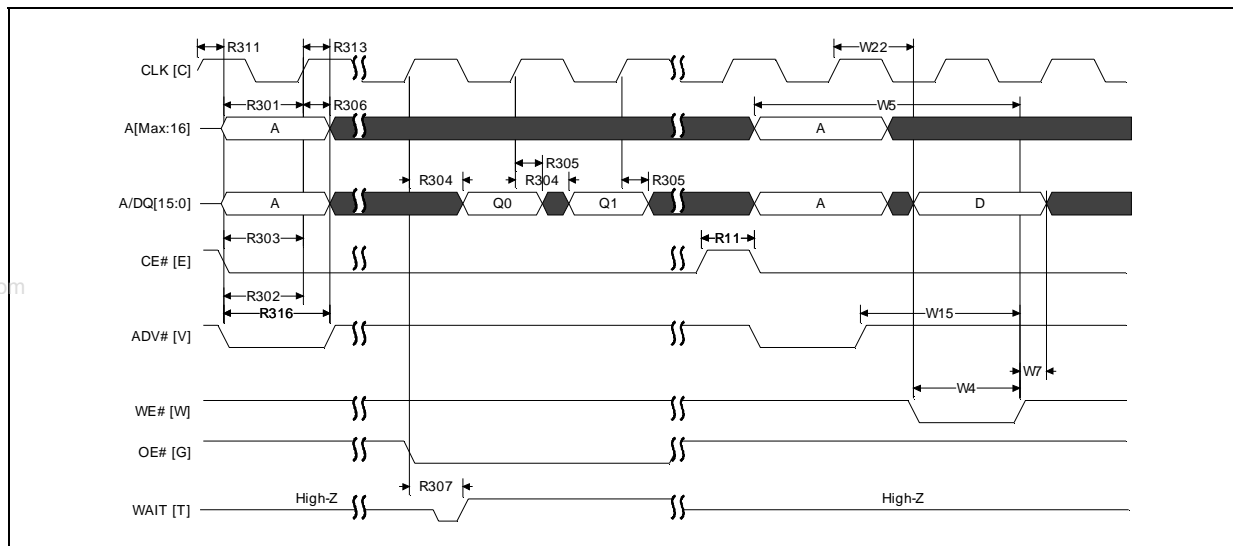 R311 R313 W22
CLK [C]
R301 R306 W5
A[Max:16] A A
R305
R304 R304 R305
A/DQ[15:0] A Q0 Q1 A D
R303 R11
CE# [E]
om
R302
R316 W15
ADV# [V]
W4 W7
WE# [W]
OE# [G]
R307
High-Z High-Z
WAIT [T]